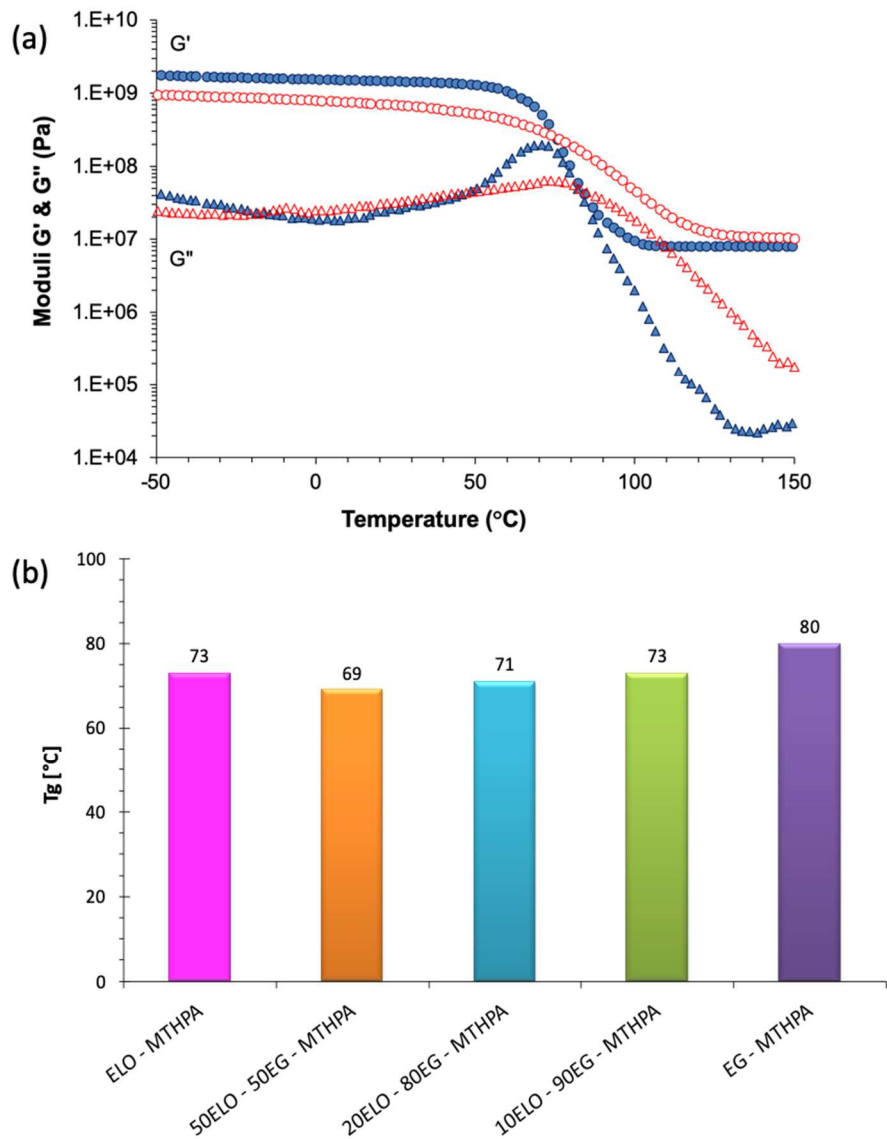 (a)
1.E+10
G'
1.E+09
1.E+08
1.E+07
G"
1.E+06
1.E+05
1.E+04
Moduli G' & G" (Pa)
-50
0
50
100
150
Temperature (°C)
(b)
100
80
60
40
20
0
Tg [°C]
73
69
71
73
80
ELO - MTHPA
50ELO - 50EG - MTHPA
20ELO - 80EG - MTHPA
10ELO - 90EG - MTHPA
EG - MTHPA